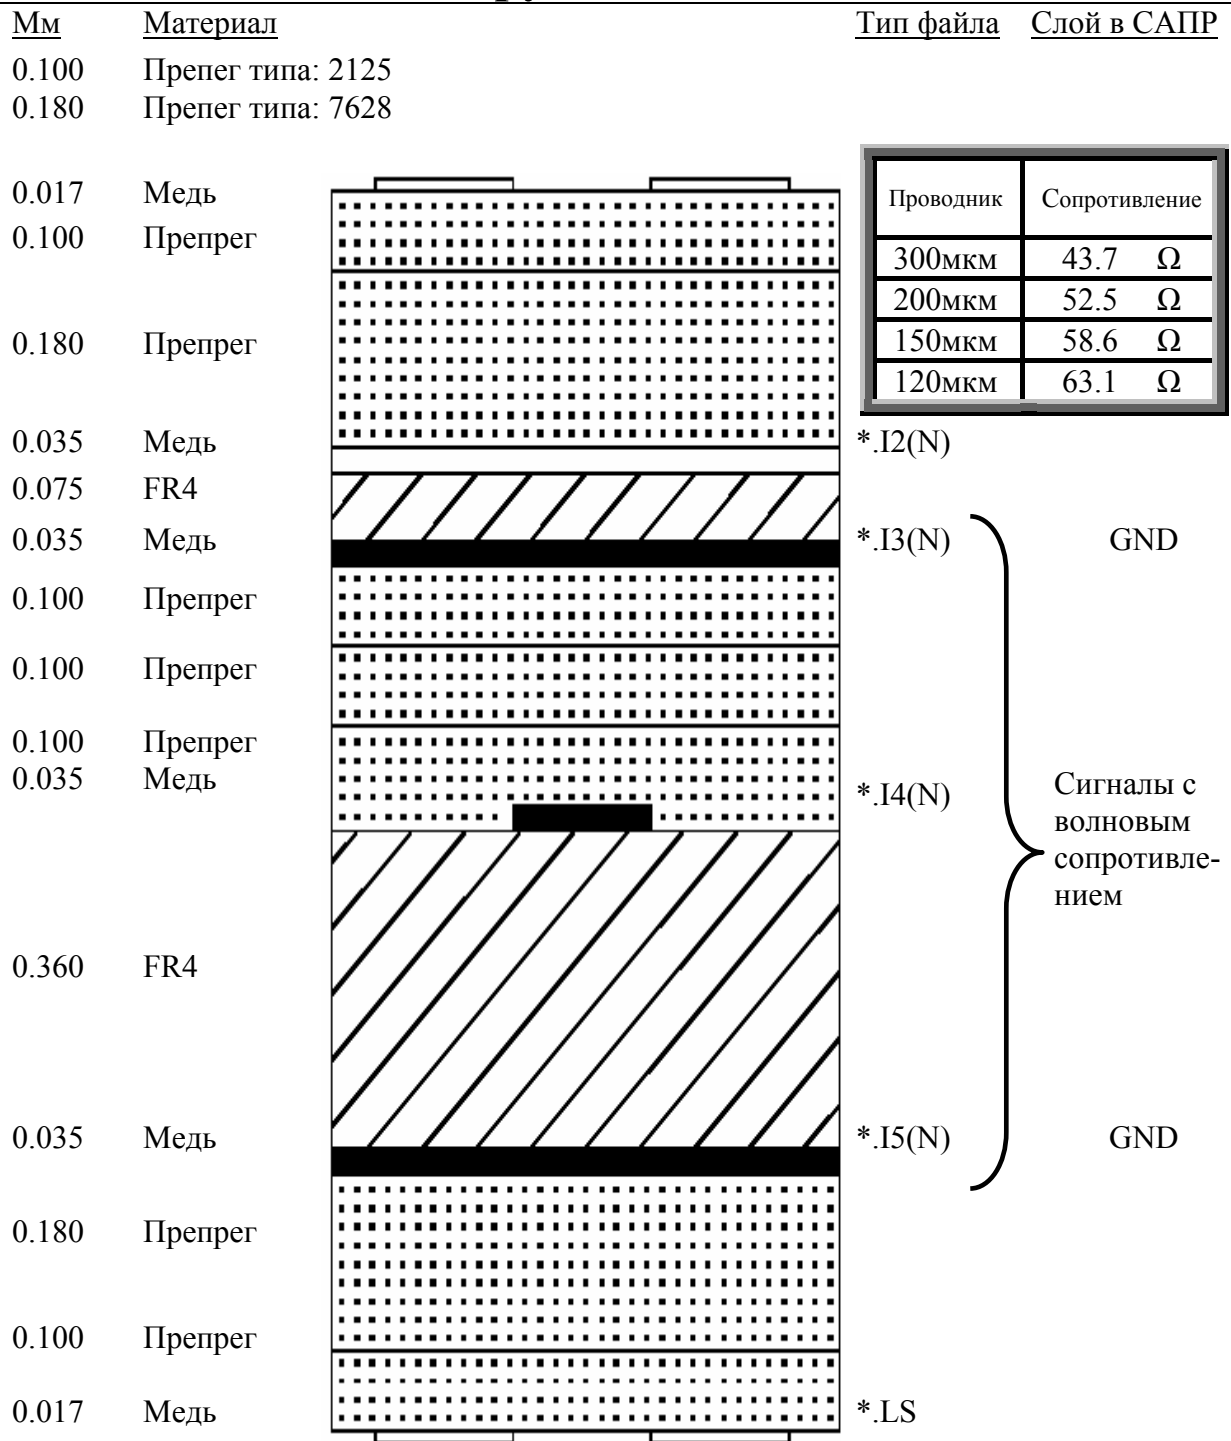 Мм Материал Тип файла Слой в САПР
0.100 Препег типа: 2125
0.180 Препег типа: 7628
Проводник Сопротивление
300мкм 43.7 Ω
200мкм 52.5 Ω
150мкм 58.6 Ω
120мкм 63.1 Ω
0.017 Медь
0.100 Препрег
0.180 Препрег
0.035 Медь *.I2(N)
0.075 FR4
0.035 Медь *.I3(N) GND
0.100 Препрег
0.100 Препрег
0.100 Препрег
0.035 Медь *.I4(N)
Сигналы с
волновым
сопротивле-
нием
0.360 FR4
0.035 Медь *.I5(N) GND
0.180 Препрег
0.100 Препрег
0.017 Медь *.LS